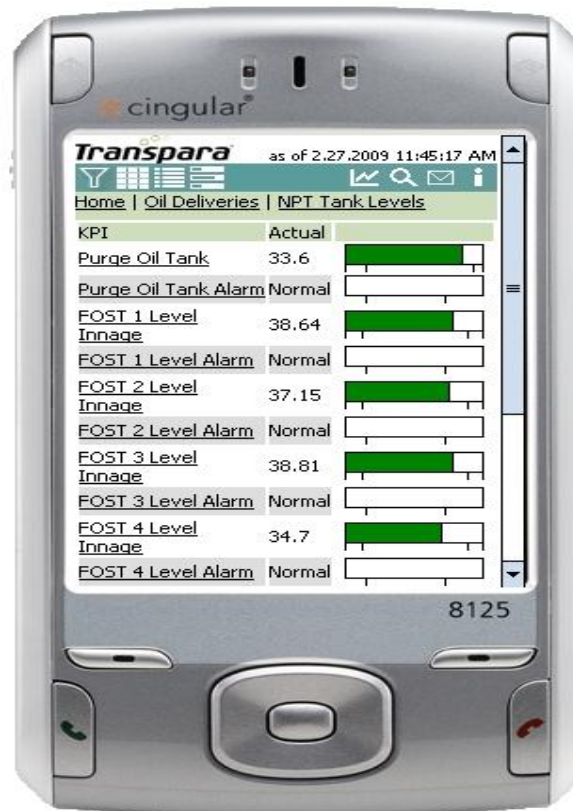 cingular
Transpara as of 2.27.2009 11:45:17 AM
Home | Oil Deliveries | NPT Tank Levels
KPI Actual
Purge Oil Tank 33.6
Purge Oil Tank Alarm Normal
FOST 1 Level
Innage 38.64
FOST 1 Level Alarm Normal
FOST 2 Level
Innage 37.15
FOST 2 Level Alarm Normal
FOST 3 Level
Innage 38.81
FOST 3 Level Alarm Normal
FOST 4 Level
Innage 34.7
FOST 4 Level Alarm Normal
8125